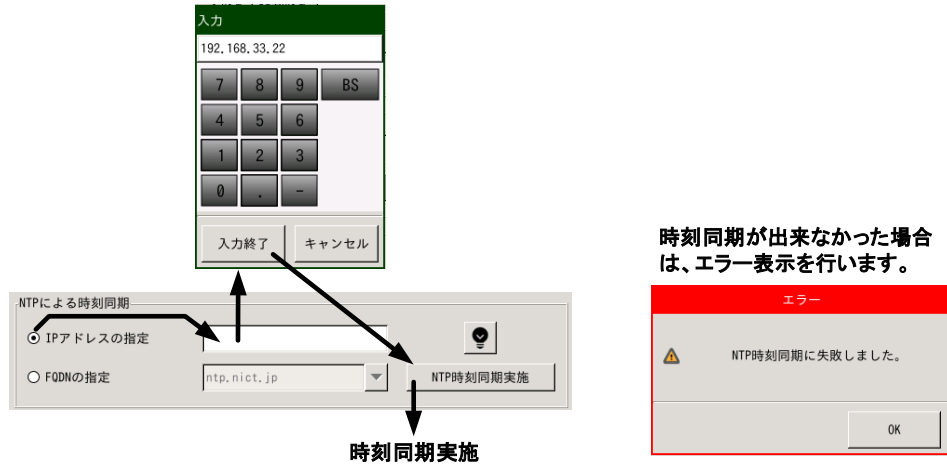 入力
192.168.33.22
7 8 9 BS
4 5 6
1 2 3
0 . -
入力終了 キャンセル
NTPによる時刻同期
IPアドレスの指定
FQDNの指定 ntp.nict.jp NTP時刻同期実施
時刻同期実施
時刻同期が出来なかった場合
は、エラー表示を行います。
エラー
NTP時刻同期に失敗しました。
OK